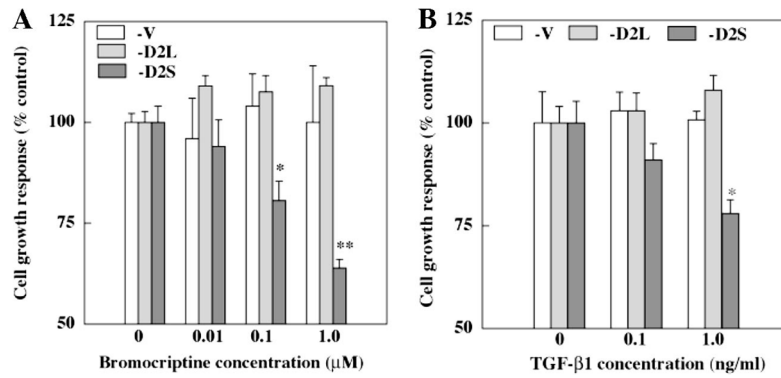 A
125
100
75
50
Cell growth response (% control)
-V
-D2L
-D2S
*
**
0 0.01 0.1 1.0
Bromocriptine concentration (μM)
B
125
100
75
50
Cell growth response (% control)
-V -D2L -D2S
*
0 0.1 1.0
TGF-β1 concentration (ng/ml)